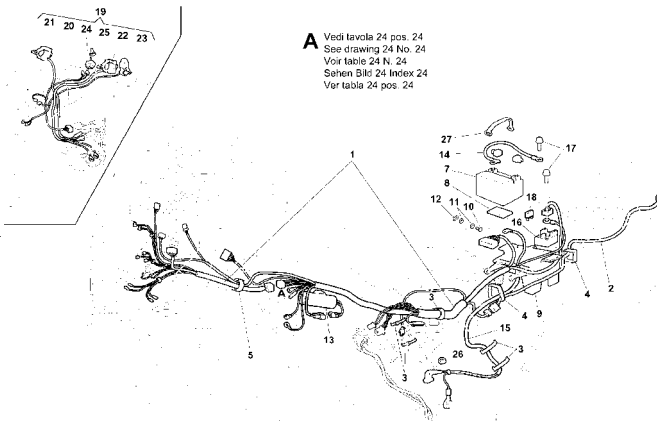 19
21 20 24 25 22 23
A
Vedi tavola 24 pos. 24
See drawing 24 No. 24
Voir table 24 N. 24
Sehen Bild 24 Index 24
Ver tabla 24 pos. 24
27
17
14
1
7
8
18
12 11 10
16
A
3
2
4
4
9
5
13
15
3
26
3